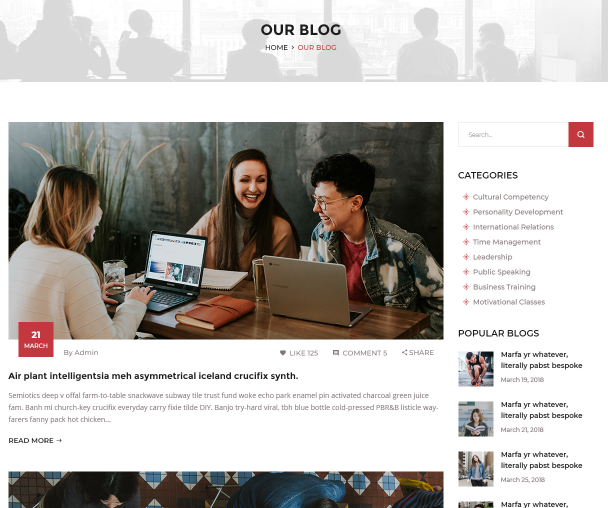 OUR BLOG
HOME > OUR BLOG
Search...
CATEGORIES
Cultural Competency
Personality Development
International Relations
Time Management
Leadership
Public Speaking
Business Training
Motivational Classes
21
MARCH
By Admin
LIKE 125
COMMENT 5
SHARE
Air plant intelligentsia meh asymmetrical iceland crucifix synth.
Semiotics deep v offal farm-to-table snackwave subway tile trust fund woke echo park enamel pin activated charcoal green juice
fam. Banh mi church-key crucifix everyday carry fixie tilde DIY. Banjo try-hard viral, tbh blue bottle cold-pressed PBR&B listicle way-
farers fanny pack hot chicken...
READ MORE →
POPULAR BLOGS
Marfa yr whatever,
literally pabst bespoke
March 19, 2018
Marfa yr whatever,
literally pabst bespoke
March 21, 2018
Marfa yr whatever,
literally pabst bespoke
March 25, 2018
Marfa yr whatever,